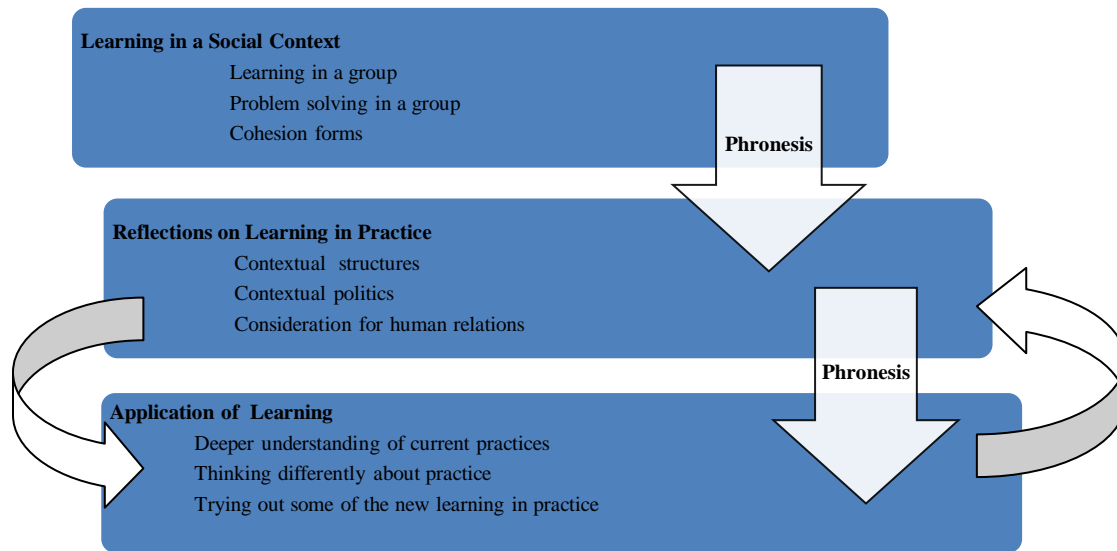 Learning in a Social Context
Learning in a group
Problem solving in a group
Cohesion forms
Phronesis
Reflections on Learning in Practice
Contextual structures
Contextual politics
Consideration for human relations
Phronesis
Application of Learning
Deeper understanding of current practices
Thinking differently about practice
Trying out some of the new learning in practice